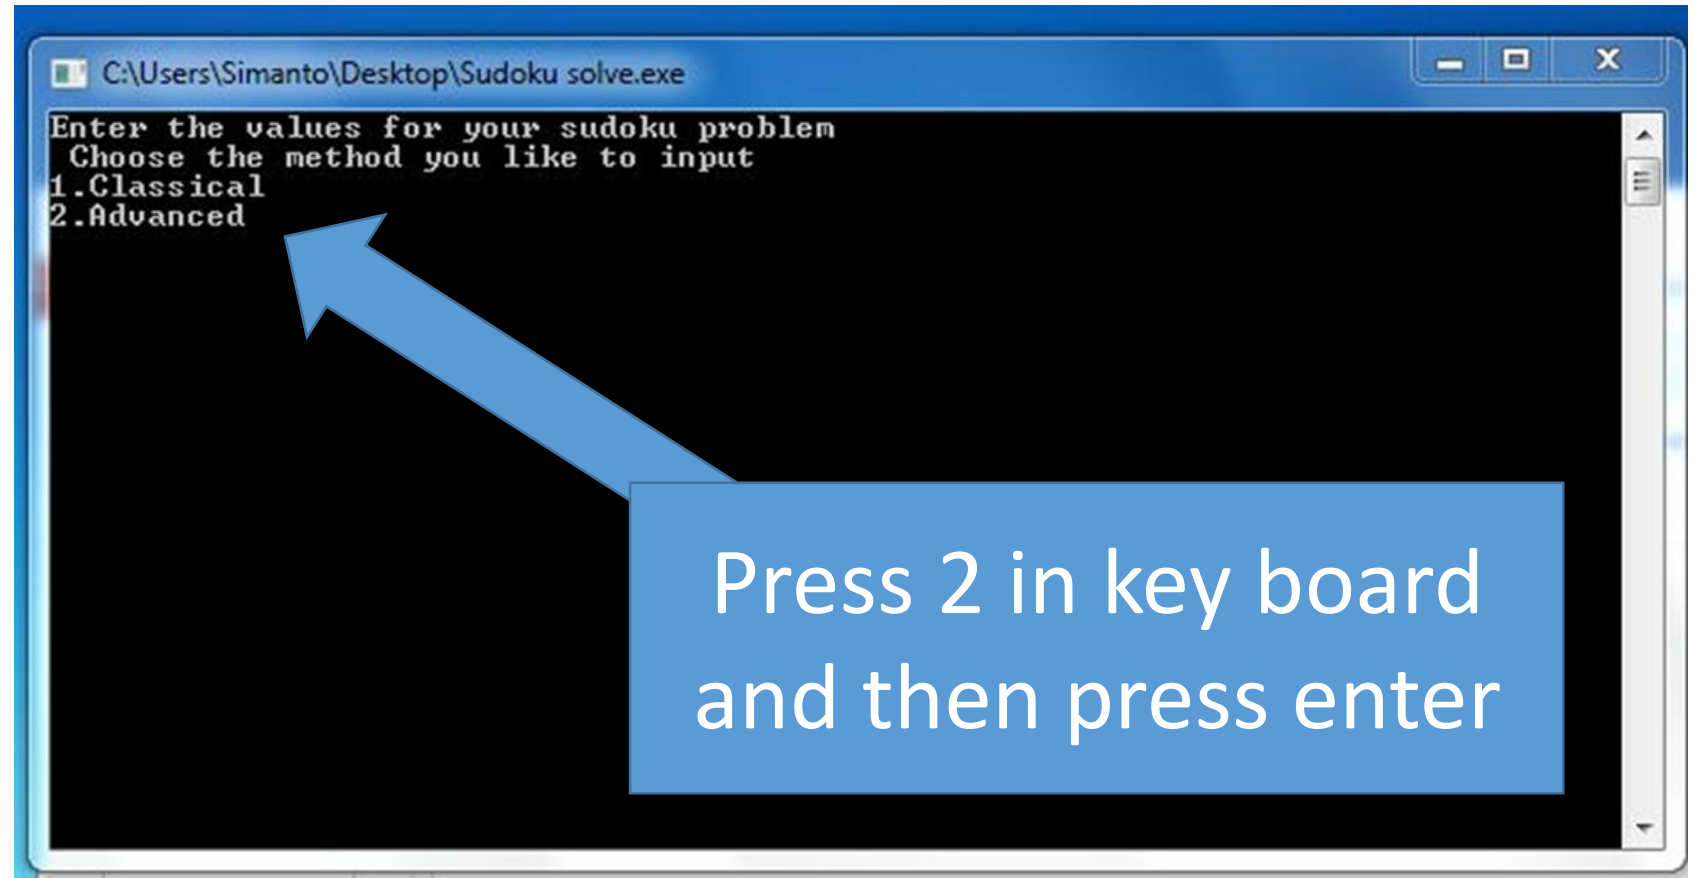 C:\Users\Simanto\Desktop\Sudoku solve.exe
Enter the values for your sudoku problem
Choose the method you like to input
1.Classical
2.Advanced
Press 2 in key board
and then press enter